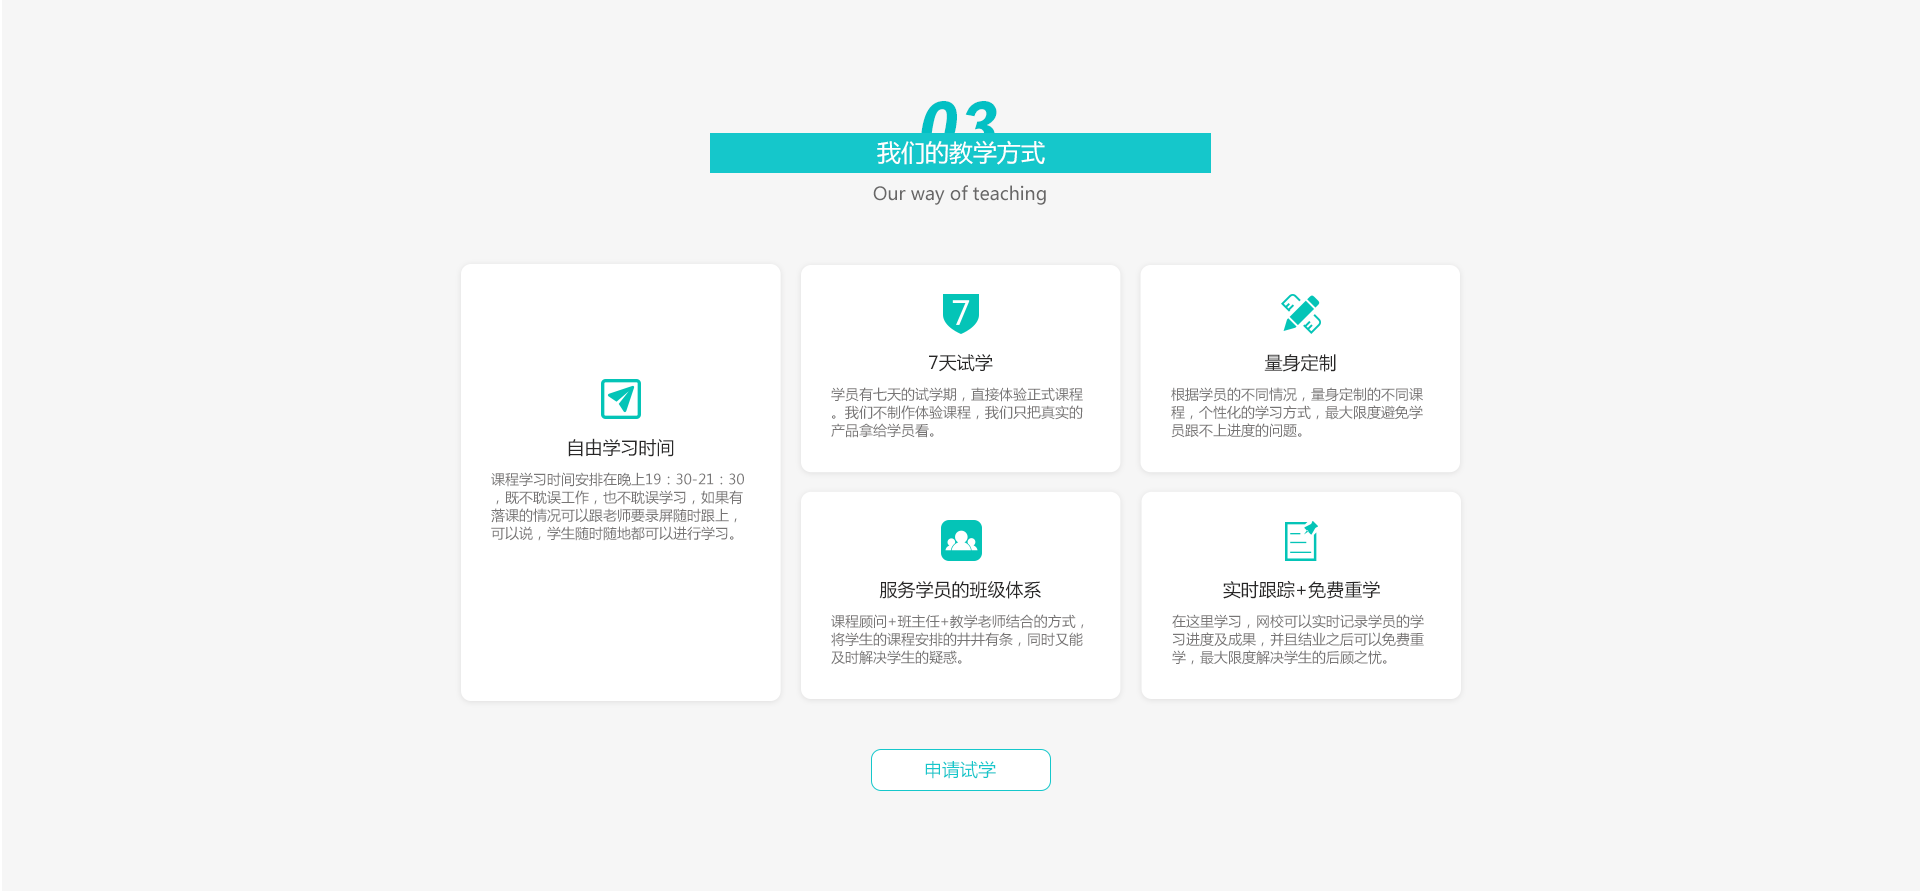 03
我们的教学方式
Our way of teaching
自由学习时间
课程学习时间安排在晚上19：30-21：30
，既不耽误工作，也不耽误学习，如果有
落课的情况可以跟老师要录屏随时跟上，
可以说，学生随时随地都可以进行学习。
7
7天试学
学员有七天的试学期，直接体验正式课程
。我们不制作体验课程，我们只把真实的
产品拿给学员看。
量身定制
根据学员的不同情况，量身定制的不同课
程，个性化的学习方式，最大限度避免学
员跟不上进度的问题。
服务学员的班级体系
课程顾问+班主任+教学老师结合的方式，
将学生的课程安排的井井有条，同时又能
及时解决学生的疑惑。
实时跟踪+免费重学
在这里学习，网校可以实时记录学员的学
习进度及成果，并且结业之后可以免费重
学，最大限度解决学生的后顾之忧。
申请试学